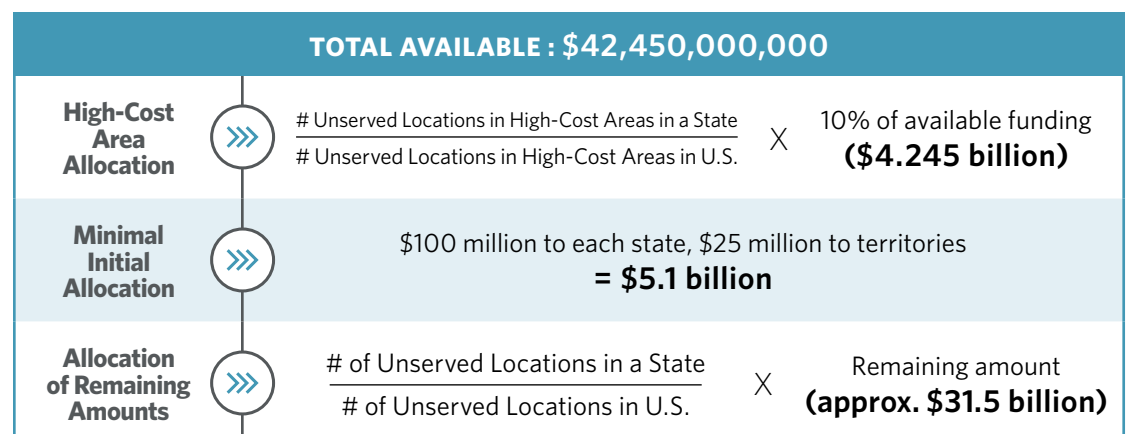 TOTAL AVAILABLE : $42,450,000,000
High-Cost
Area
Allocation
# Unserved Locations in High-Cost Areas in a State
# Unserved Locations in High-Cost Areas in U.S.
X
10% of available funding
($4.245 billion)
Minimal
Initial
Allocation
$100 million to each state, $25 million to territories
= $5.1 billion
Allocation
of Remaining
Amounts
# of Unserved Locations in a State
# of Unserved Locations in U.S.
X
Remaining amount
(approx. $31.5 billion)